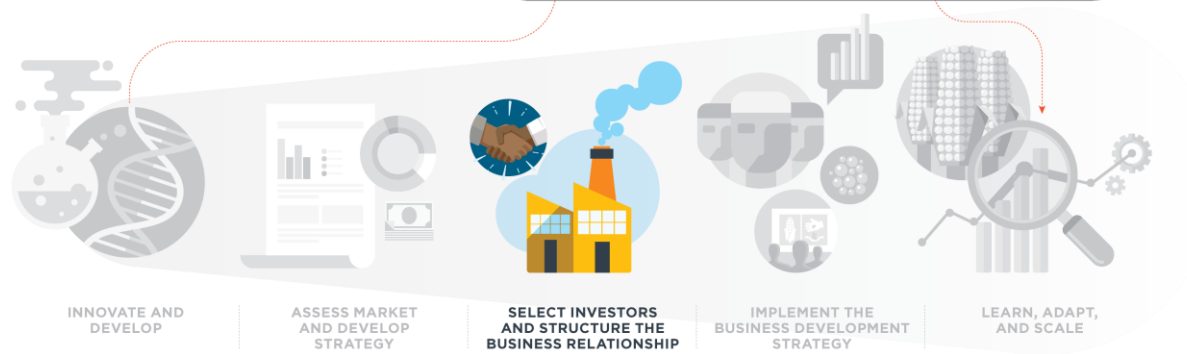 INNOVATE AND
DEVELOP
ASSESS MARKET
AND DEVELOP
STRATEGY
SELECT INVESTORS
AND STRUCTURE THE
BUSINESS RELATIONSHIP
IMPLEMENT THE
BUSINESS DEVELOPMENT
STRATEGY
LEARN, ADAPT,
AND SCALE